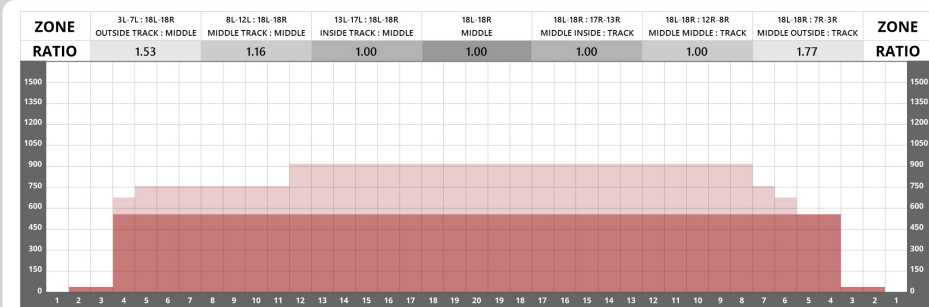 ZONE 3L-7L : 18L-18R 8L-12L : 18L-18R 13L-17L : 18L-18R 18L-18R 18L-18R : 17R-13R 18L-18R : 12R-8R 18L-18R : 7R-3R ZONE
OUTSIDE TRACK : MIDDLE MIDDLE TRACK : MIDDLE INSIDE TRACK : MIDDLE MIDDLE MIDDLE INSIDE : TRACK MIDDLE MIDDLE : TRACK MIDDLE OUTSIDE : TRACK
RATIO 1.53 1.16 1.00 1.00 1.00 1.00 1.77 RATIO
1500 1500
1350 1350
1200 1200
1050 1050
900 900
750 750
600 600
450 450
300 300
150 150
0 0
1 2 3 4 5 6 7 8 9 10 11 12 13 14 15 16 17 18 19 20 19 18 17 16 15 14 13 12 11 10 9 8 7 6 5 4 3 2 1